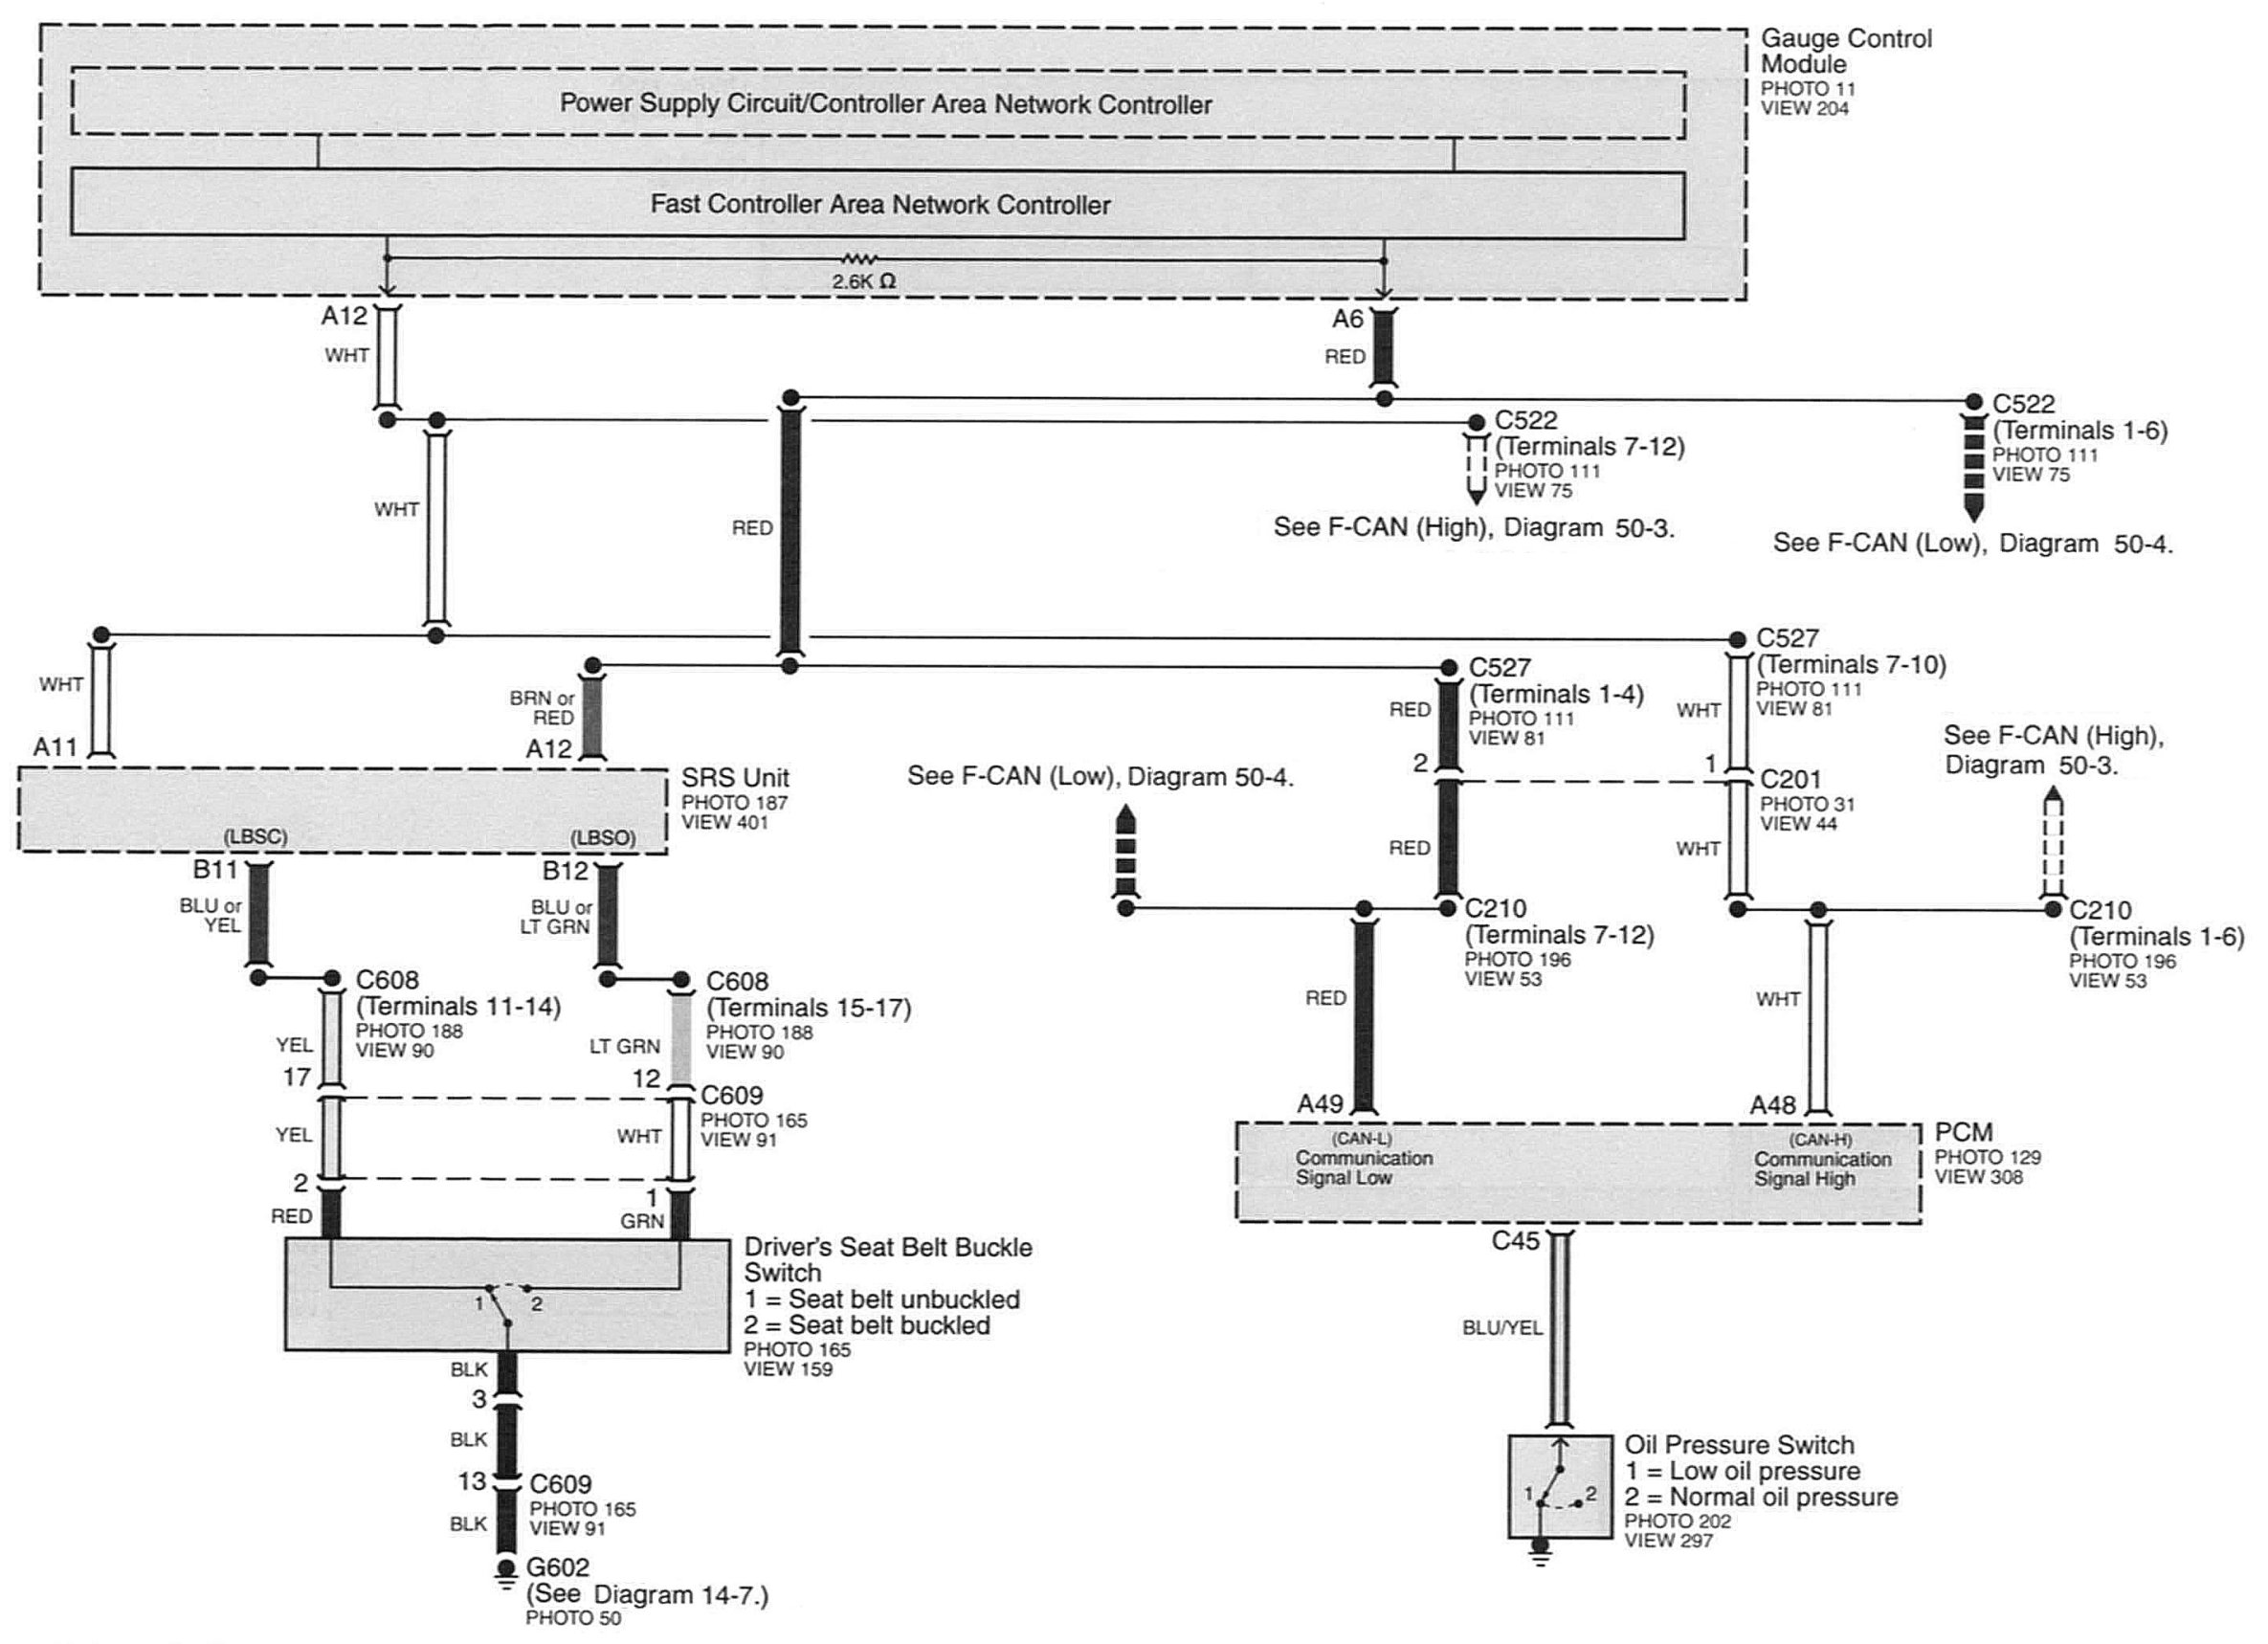 Gauge Control
Module
PHOTO 11
VIEW 204
Power Supply Circuit/Controller Area Network Controller
Fast Controller Area Network Controller
2.6K Ω
A12
WHT
A6
RED
C522
(Terminals 7-12)
PHOTO 111
VIEW 75
See F-CAN (High), Diagram 50-3.
C522
(Terminals 1-6)
PHOTO 111
VIEW 75
See F-CAN (Low), Diagram 50-4.
WHT
RED
WHT
A11
BRN or
RED
A12
C527
(Terminals 1-4)
PHOTO 111
VIEW 81
RED
2
C527
(Terminals 7-10)
PHOTO 111
VIEW 81
WHT
1
C201
PHOTO 31
VIEW 44
See F-CAN (High),
Diagram 50-3.
See F-CAN (Low), Diagram 50-4.
SRS Unit
PHOTO 187
VIEW 401
(LBSC)
(LBSO)
B11
BLU or
YEL
B12
BLU or
LT GRN
RED
WHT
C210
(Terminals 7-12)
PHOTO 196
VIEW 53
C210
(Terminals 1-6)
PHOTO 196
VIEW 53
C608
(Terminals 11-14)
PHOTO 188
VIEW 90
C608
(Terminals 15-17)
PHOTO 188
VIEW 90
YEL
17
LT GRN
12
C609
PHOTO 165
VIEW 91
YEL
WHT
2
RED
1
GRN
RED
A49
WHT
A48
(CAN-L)
Communication
Signal Low
(CAN-H)
Communication
Signal High
PCM
PHOTO 129
VIEW 308
Driver's Seat Belt Buckle
Switch
1 = Seat belt unbuckled
2 = Seat belt buckled
PHOTO 165
VIEW 159
1
2
BLK
3
BLK
13
C609
PHOTO 165
VIEW 91
BLK
G602
(See Diagram 14-7.)
PHOTO 50
C45
BLU/YEL
Oil Pressure Switch
1 = Low oil pressure
2 = Normal oil pressure
PHOTO 202
VIEW 297
1
2